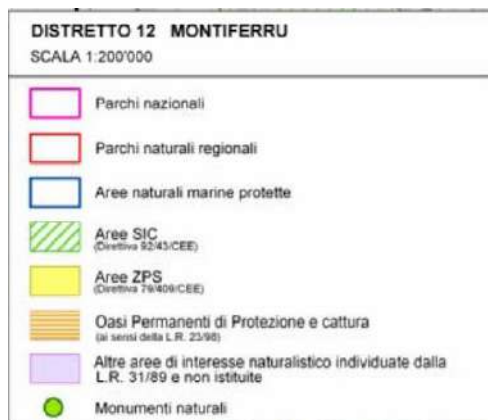 DISTRETTO 12 MONTIFERRU
SCALA 1:200'000
Parchi nazionali
Parchi naturali regionali
Aree naturali marine protette
Aree SIC
(Direttiva 92/43/CEE)
Aree ZPS
(Direttiva 79/409/CEE)
Oasi Permanenti di Protezione e cattura
(ai sensi della L.R. 23/98)
Altre aree di interesse naturalistico individuate dalla
L.R. 31/89 e non istituite
Monumenti naturali